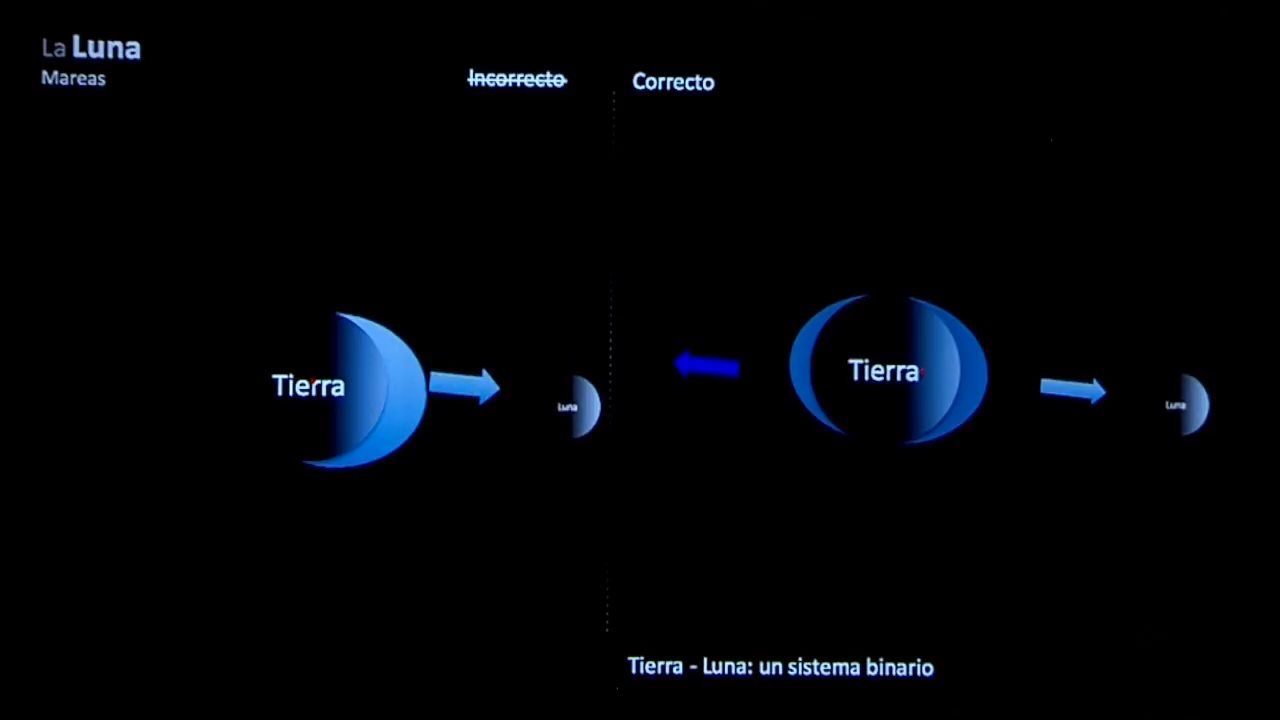 La Luna
Mareas
Incorrecto
Correcto
Tierra
Luna
Tierra
Luna
Tierra - Luna: un sistema binario